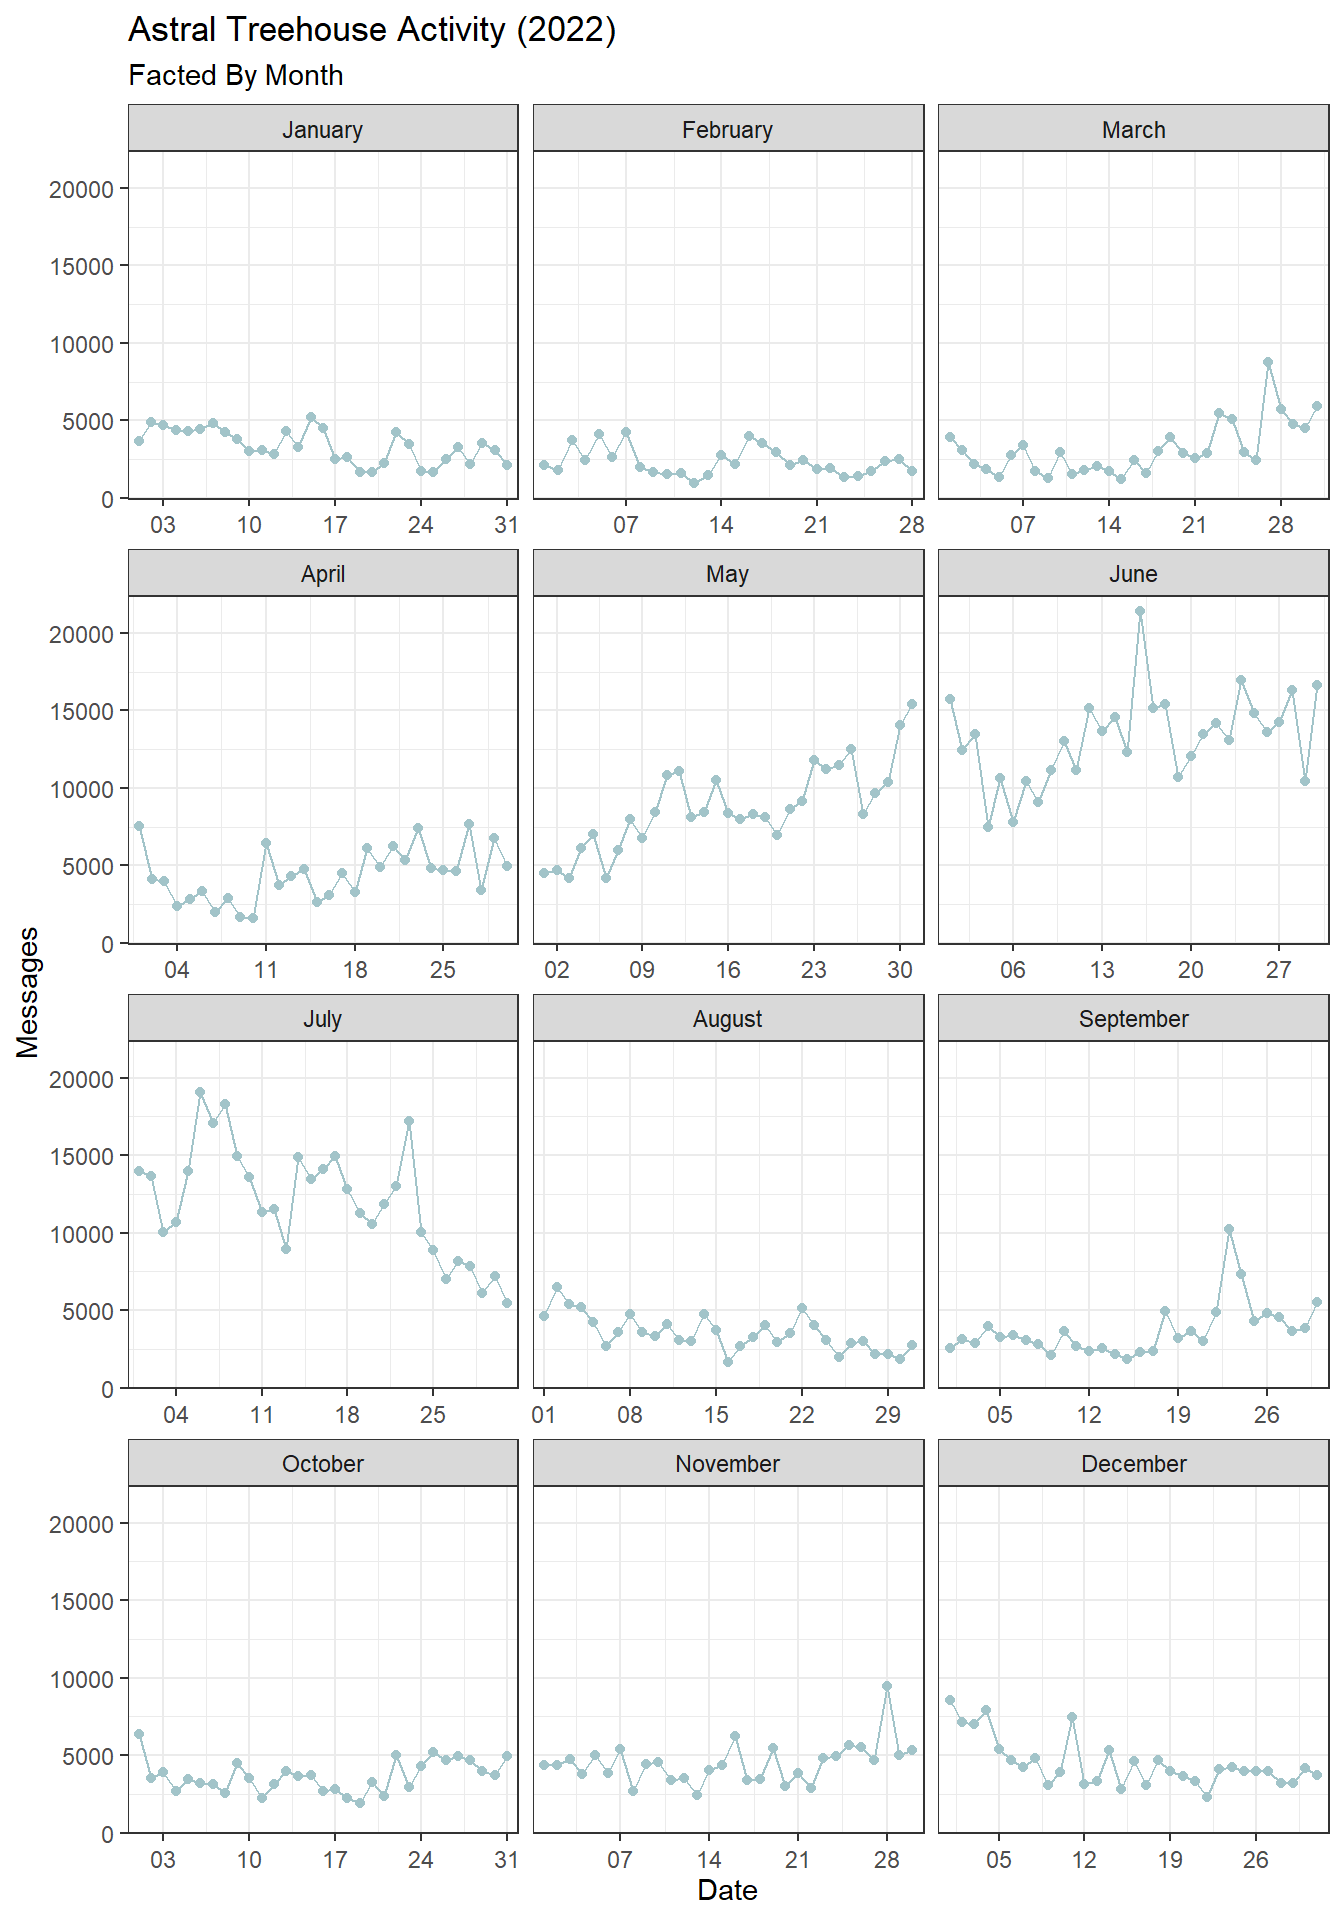 Astral Treehouse Activity (2022)
Facted By Month
January February March
20000
15000
10000
5000
0
03 10 17 24 31 07 14 21 28 07 14 21 28
April May June
20000
15000
10000
5000
0
04 11 18 25 02 09 16 23 30 06 13 20 27
Messages
July August September
20000
15000
10000
5000
0
04 11 18 25 01 08 15 22 29 05 12 19 26
October November December
20000
15000
10000
5000
0
03 10 17 24 31 07 14 21 28 05 12 19 26
Date